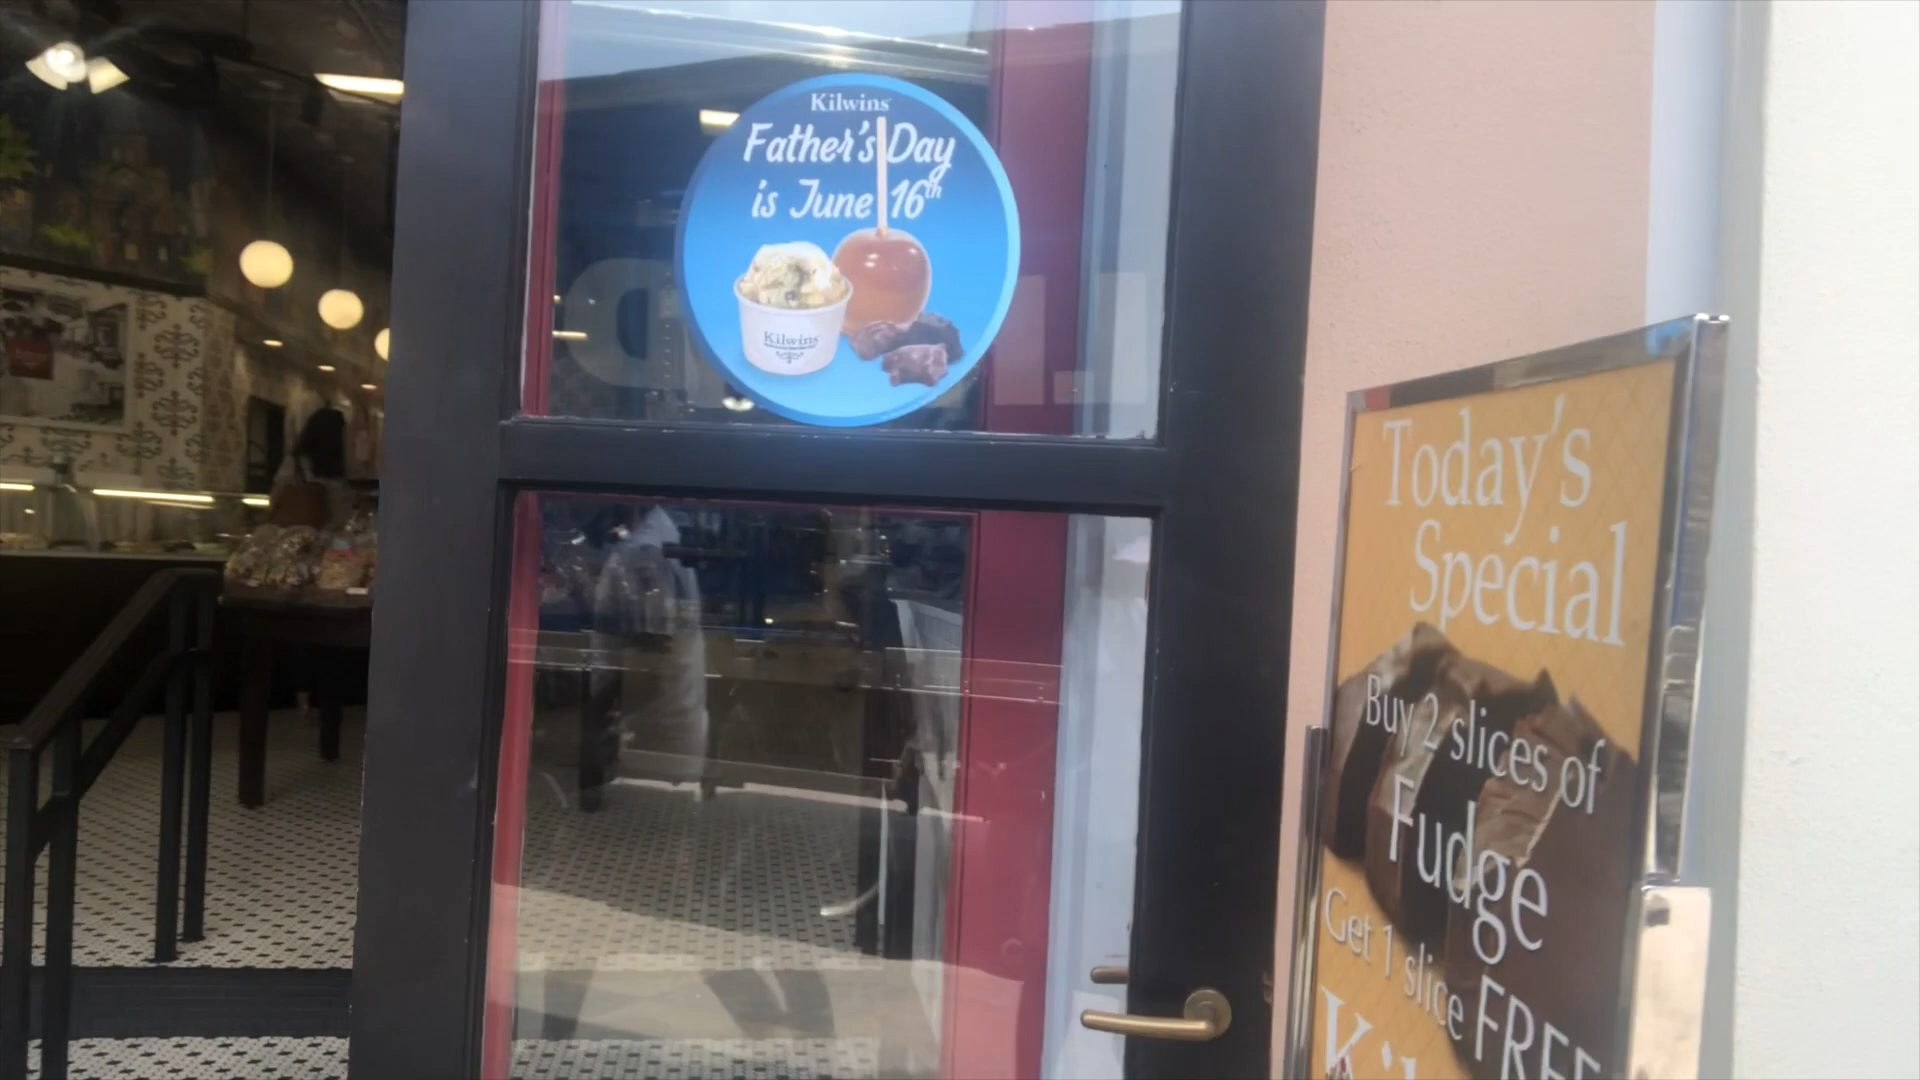 Kilwins
Father's Day
is June 16th
Kilwins
Today's
Special
Buy 2 slices of
Fudge
Get 1 slice FREE